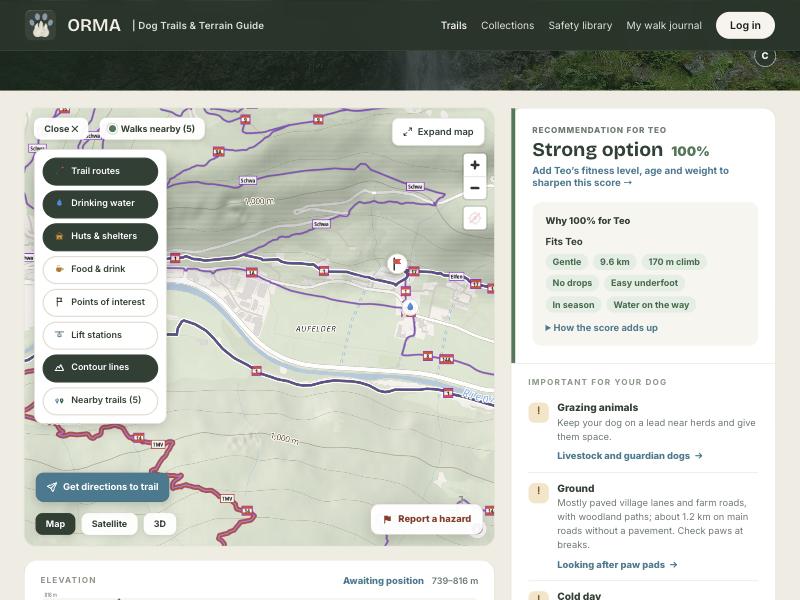 ORMA | Dog Trails & Terrain Guide
Trails Collections Safety library My walk journal Log in
C
Close ×
Walks nearby (5)
Expand map
+
−
Trail routes
Drinking water
Huts & shelters
Food & drink
Points of interest
Lift stations
Contour lines
Nearby trails (5)
Schwa
Schwa
Schwa
Schwa
1,000 m
Elfen
AUFELDER
1,000 m
TMV
TMV
Get directions to trail
Map Satellite 3D
Report a hazard
ELEVATION
Awaiting position 739–816 m
816 m
RECOMMENDATION FOR TEO
Strong option 100%
Add Teo’s fitness level, age and weight to
sharpen this score →
Why 100% for Teo
Fits Teo
Gentle 9.6 km 170 m climb
No drops Easy underfoot
In season Water on the way
▸ How the score adds up
IMPORTANT FOR YOUR DOG
! Grazing animals
Keep your dog on a lead near herds and give
them space.
Livestock and guardian dogs →
! Ground
Mostly paved village lanes and farm roads,
with woodland paths; about 1.2 km on main
roads without a pavement. Check paws at
breaks.
Looking after paw pads →
! Cold day